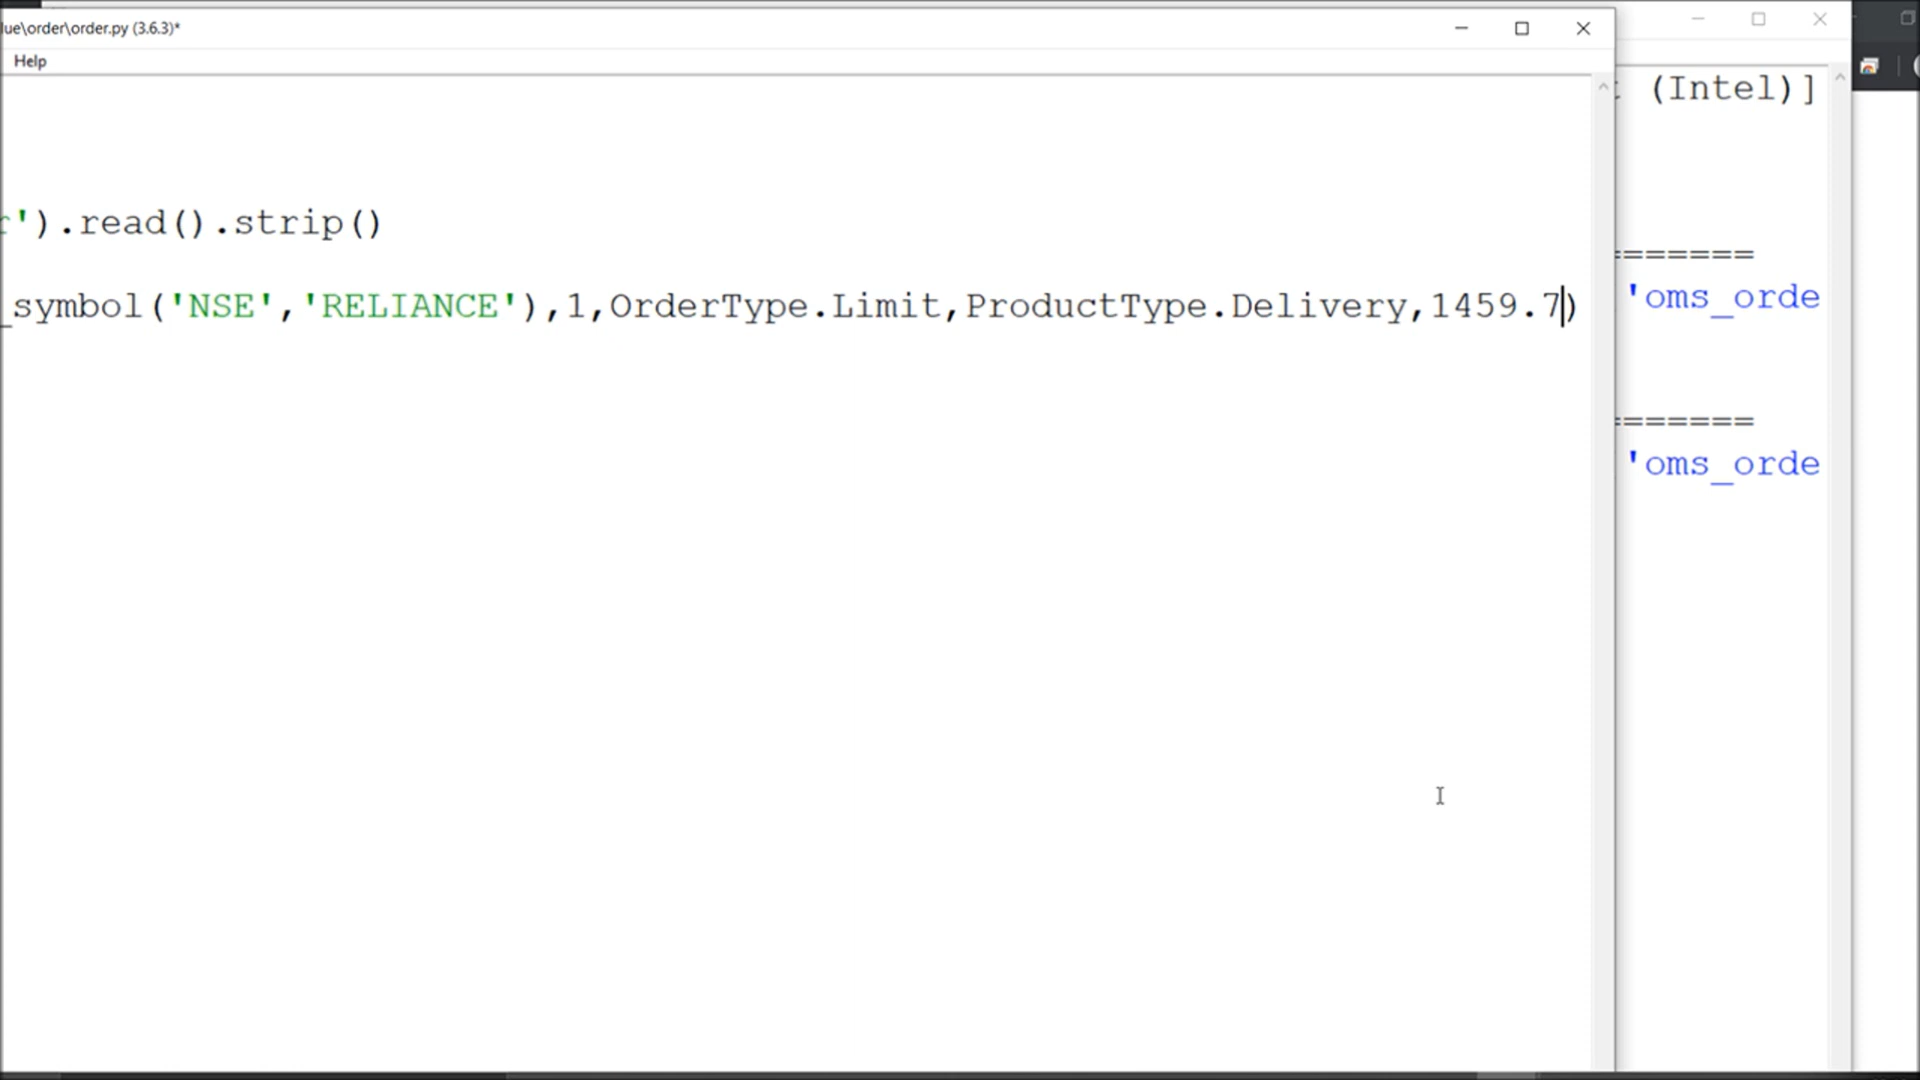 lue\order\order.py (3.6.3)*
Help
r').read().strip()
_symbol('NSE','RELIANCE'),1,OrderType.Limit,ProductType.Delivery,1459.7)
(Intel)]
=======
'oms_orde
=======
'oms_orde